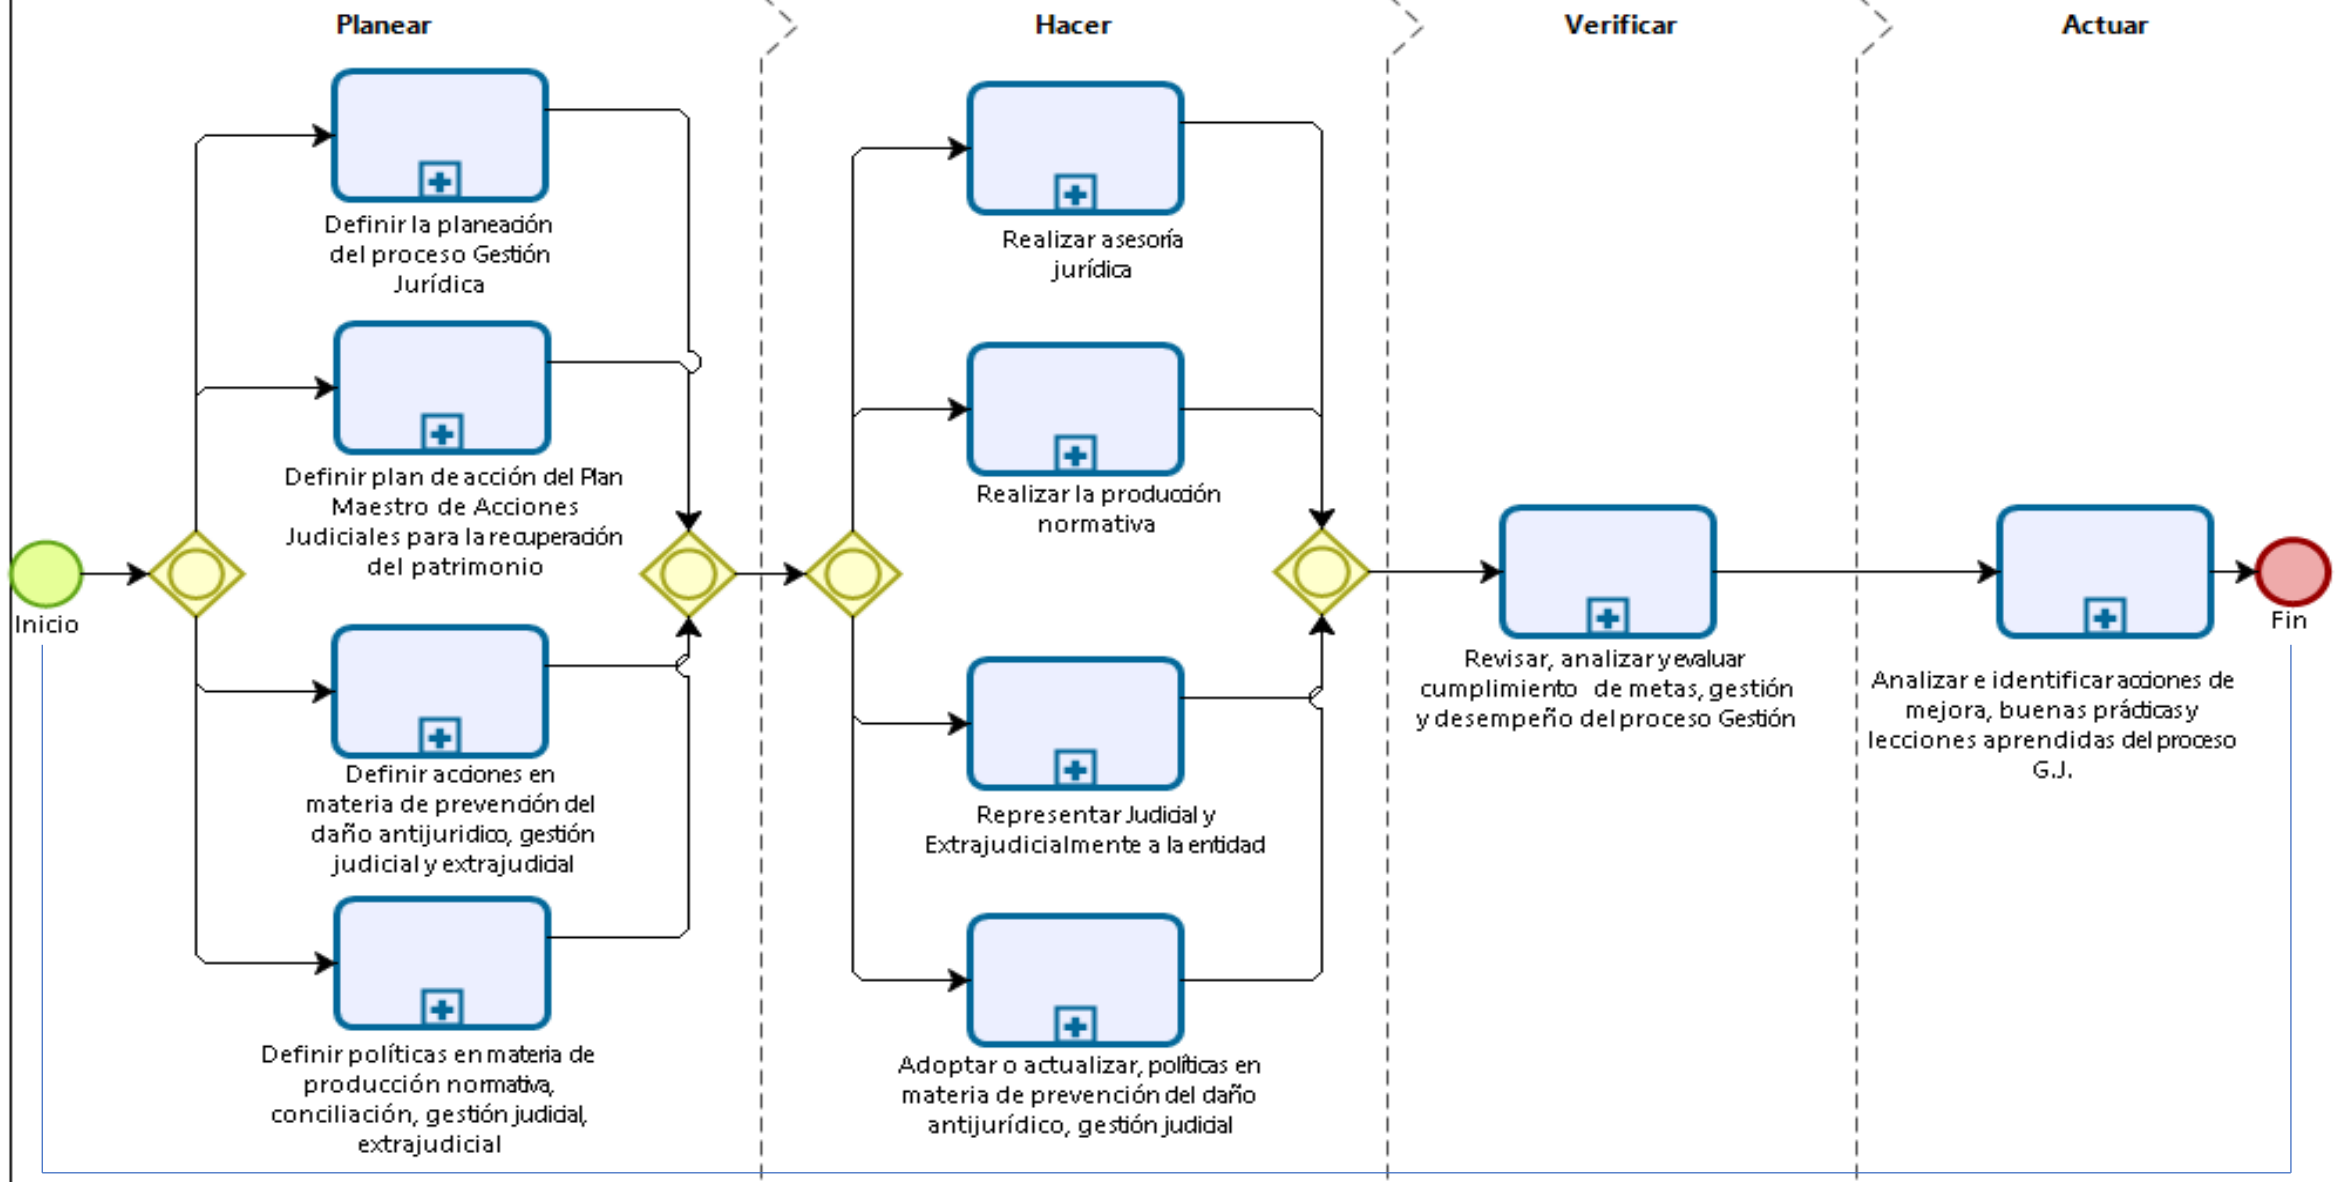 Planear
Hacer
Verificar
Actuar
Inicio
Definir la planeación
del proceso Gestión
Jurídica
Definir plan de acción del Plan
Maestro de Acciones
Judiciales para la recuperación
del patrimonio
Definir acciones en
materia de prevención del
daño antijuridico, gestión
judicial y extrajudicial
Definir políticas en materia de
producción normativa,
conciliación, gestión judicial,
extrajudicial
Realizar asesoría
jurídica
Realizar la producción
normativa
Representar Judicial y
Extrajudicialmente a la entidad
Adoptar o actualizar, políticas en
materia de prevención del daño
antijurídico, gestión judicial
Revisar, analizar y evaluar
cumplimiento de metas, gestión
y desempeño del proceso Gestión
Analizar e identificar acciones de
mejora, buenas prácticas y
lecciones aprendidas del proceso
G.J.
Fin